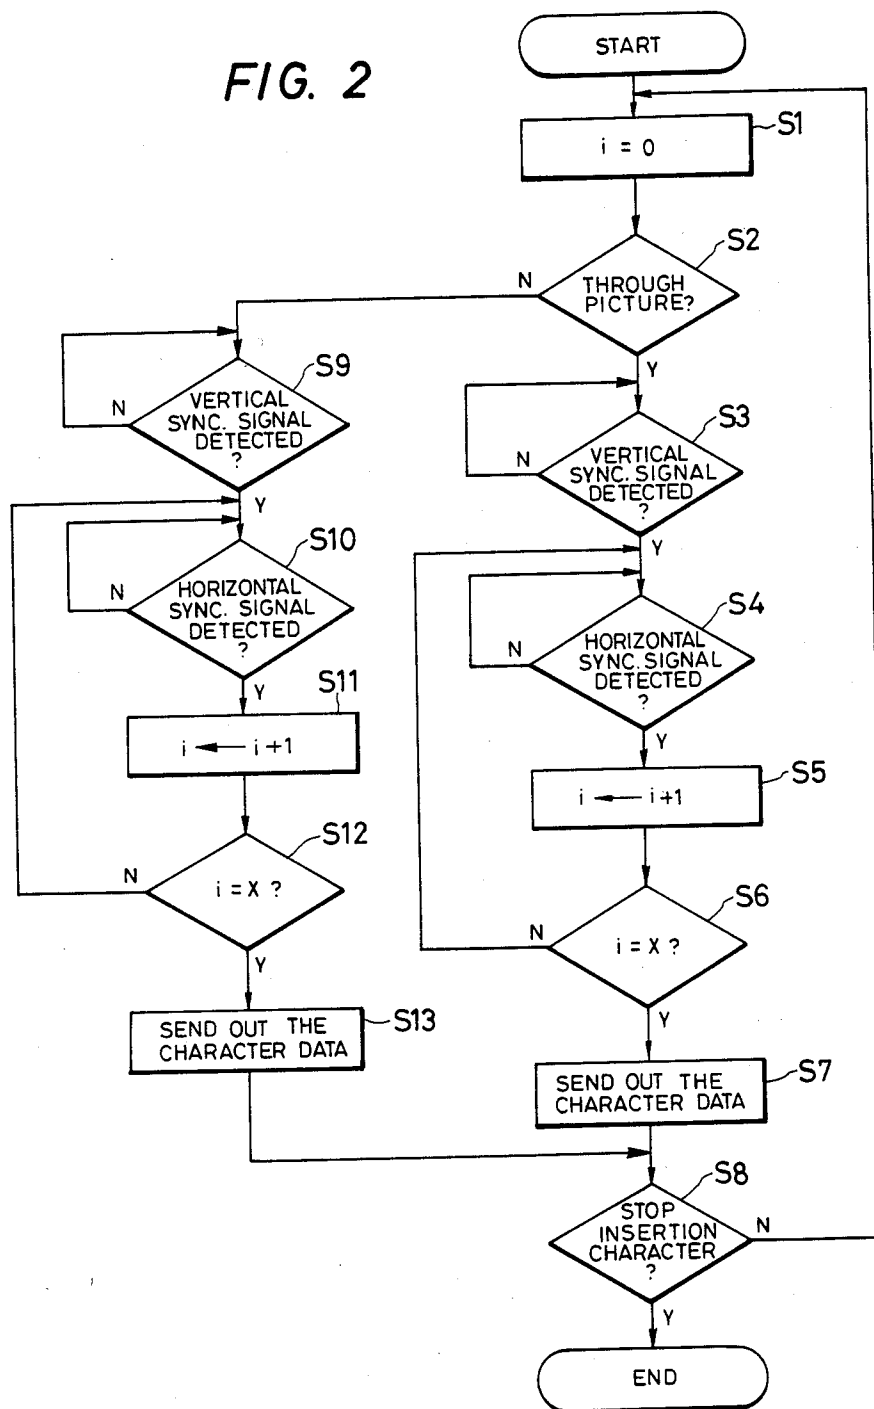 FIG. 2
START
i = 0
S1
THROUGH
PICTURE?
S2
N
Y
VERTICAL
SYNC. SIGNAL
DETECTED
?
S9
N
Y
VERTICAL
SYNC. SIGNAL
DETECTED
?
S3
N
Y
HORIZONTAL
SYNC. SIGNAL
DETECTED
?
S10
N
Y
HORIZONTAL
SYNC. SIGNAL
DETECTED
?
S4
N
Y
i ← i+1
S11
i ← i+1
S5
i = X ?
S12
N
Y
i = X ?
S6
N
Y
SEND OUT THE
CHARACTER DATA
S13
SEND OUT THE
CHARACTER DATA
S7
STOP
INSERTION
CHARACTER
?
S8
N
Y
END